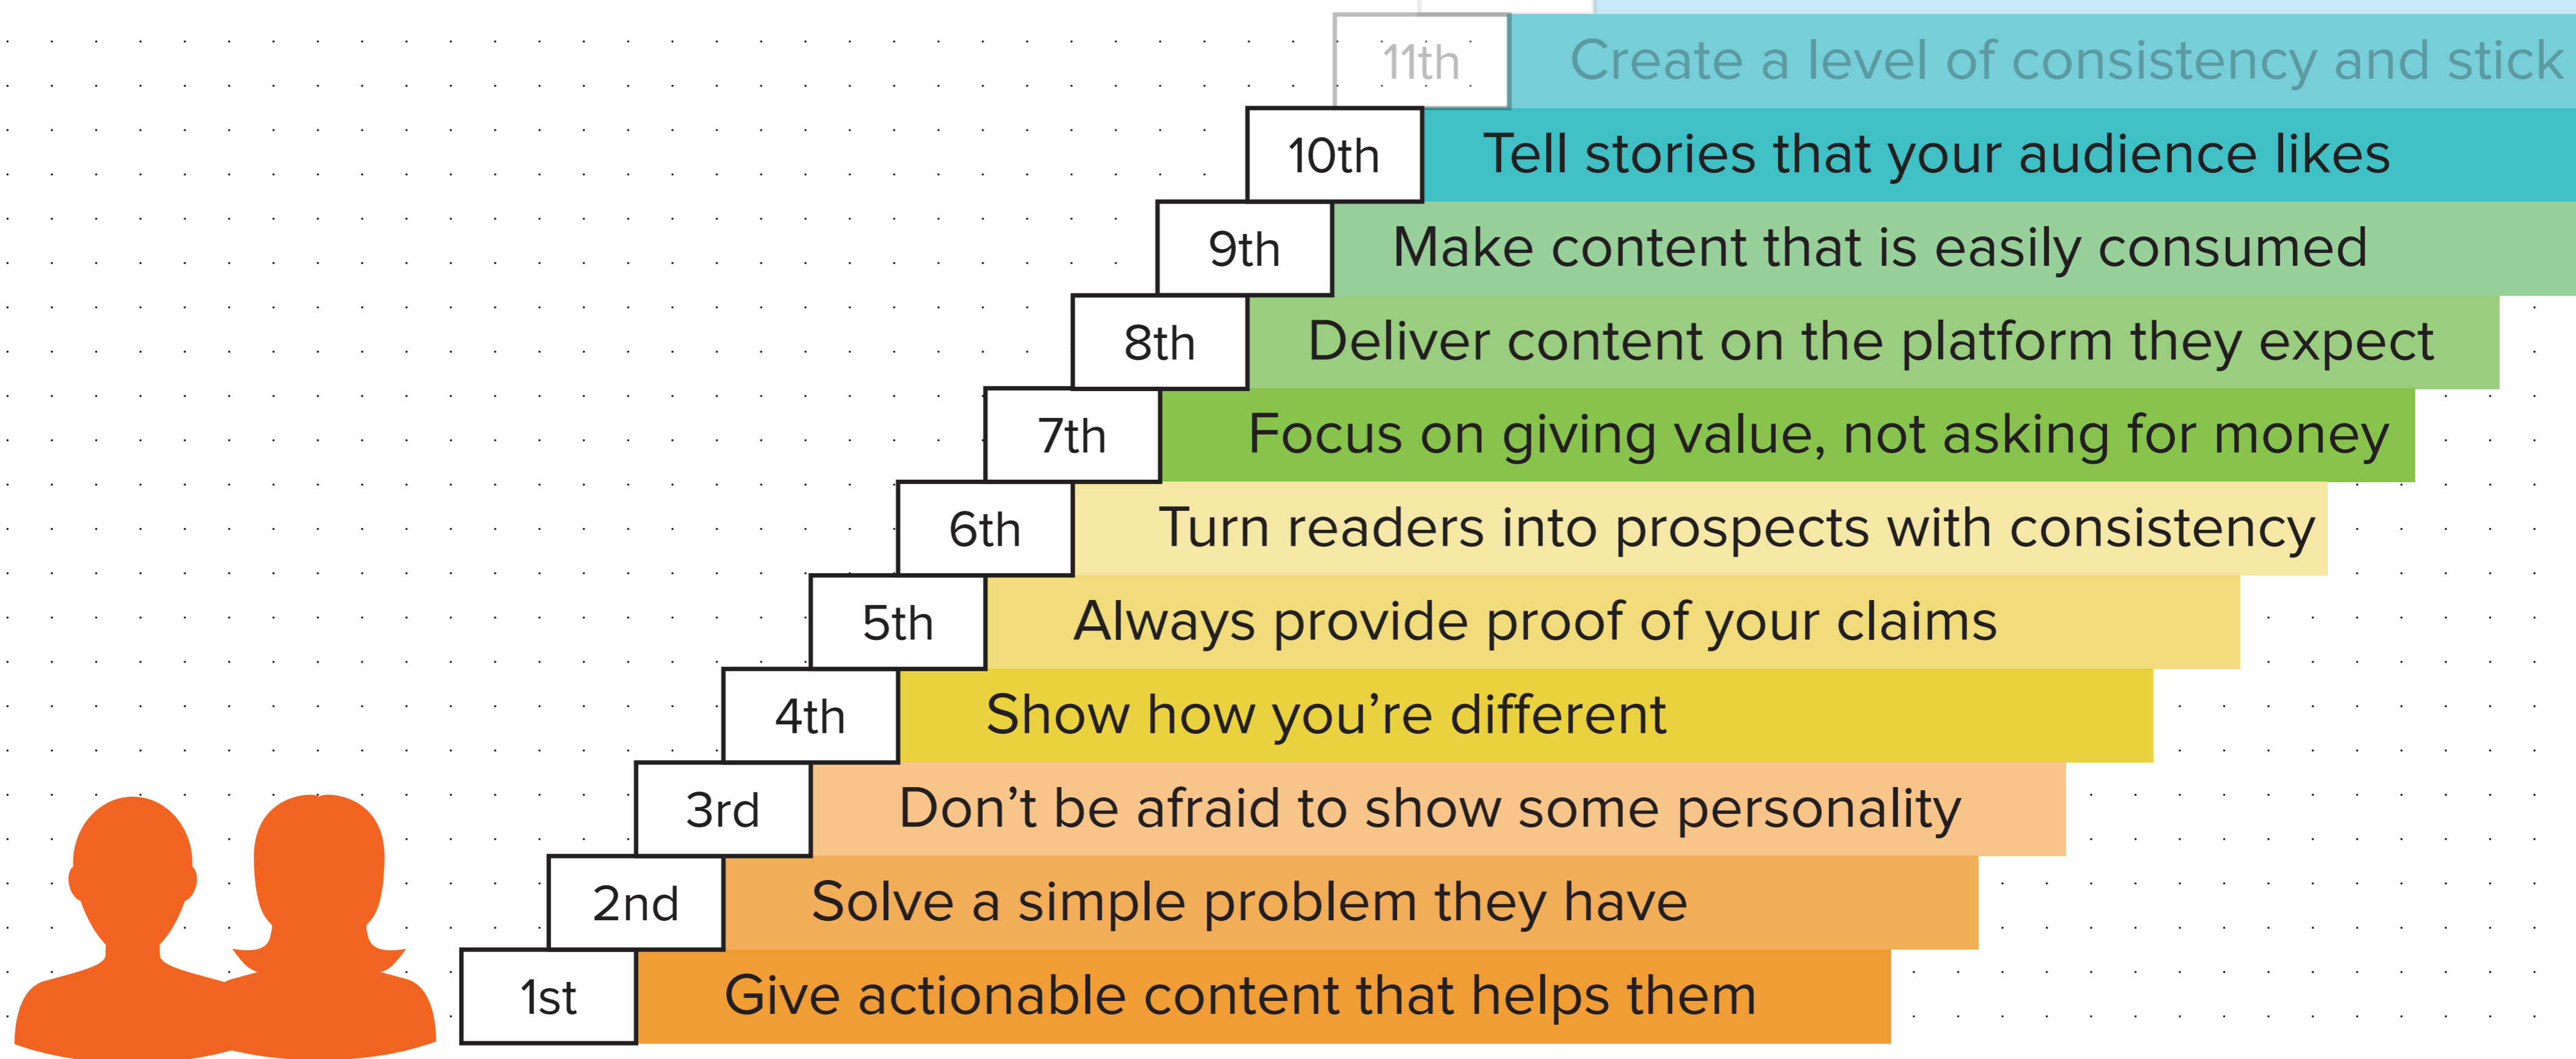 11th Create a level of consistency and stick
10th Tell stories that your audience likes
9th Make content that is easily consumed
8th Deliver content on the platform they expect
7th Focus on giving value, not asking for money
6th Turn readers into prospects with consistency
5th Always provide proof of your claims
4th Show how you’re different
3rd Don’t be afraid to show some personality
2nd Solve a simple problem they have
1st Give actionable content that helps them